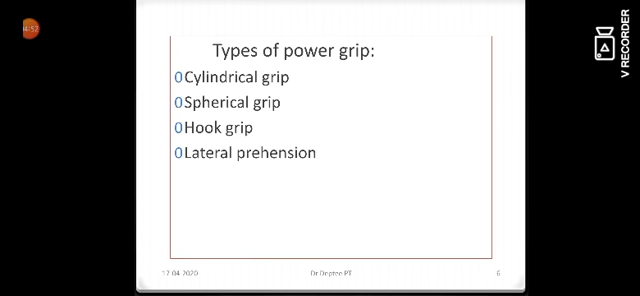 Types of power grip:
0Cylindrical grip
0Spherical grip
0Hook grip
0Lateral prehension
17-04-2020
Dr Deptee PT
6
V RECORDER